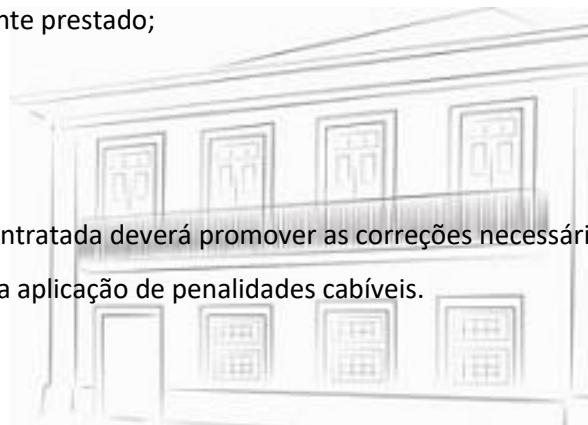 nte prestado;
ntratada deverá promover as correções necessári
a aplicação de penalidades cabíveis.